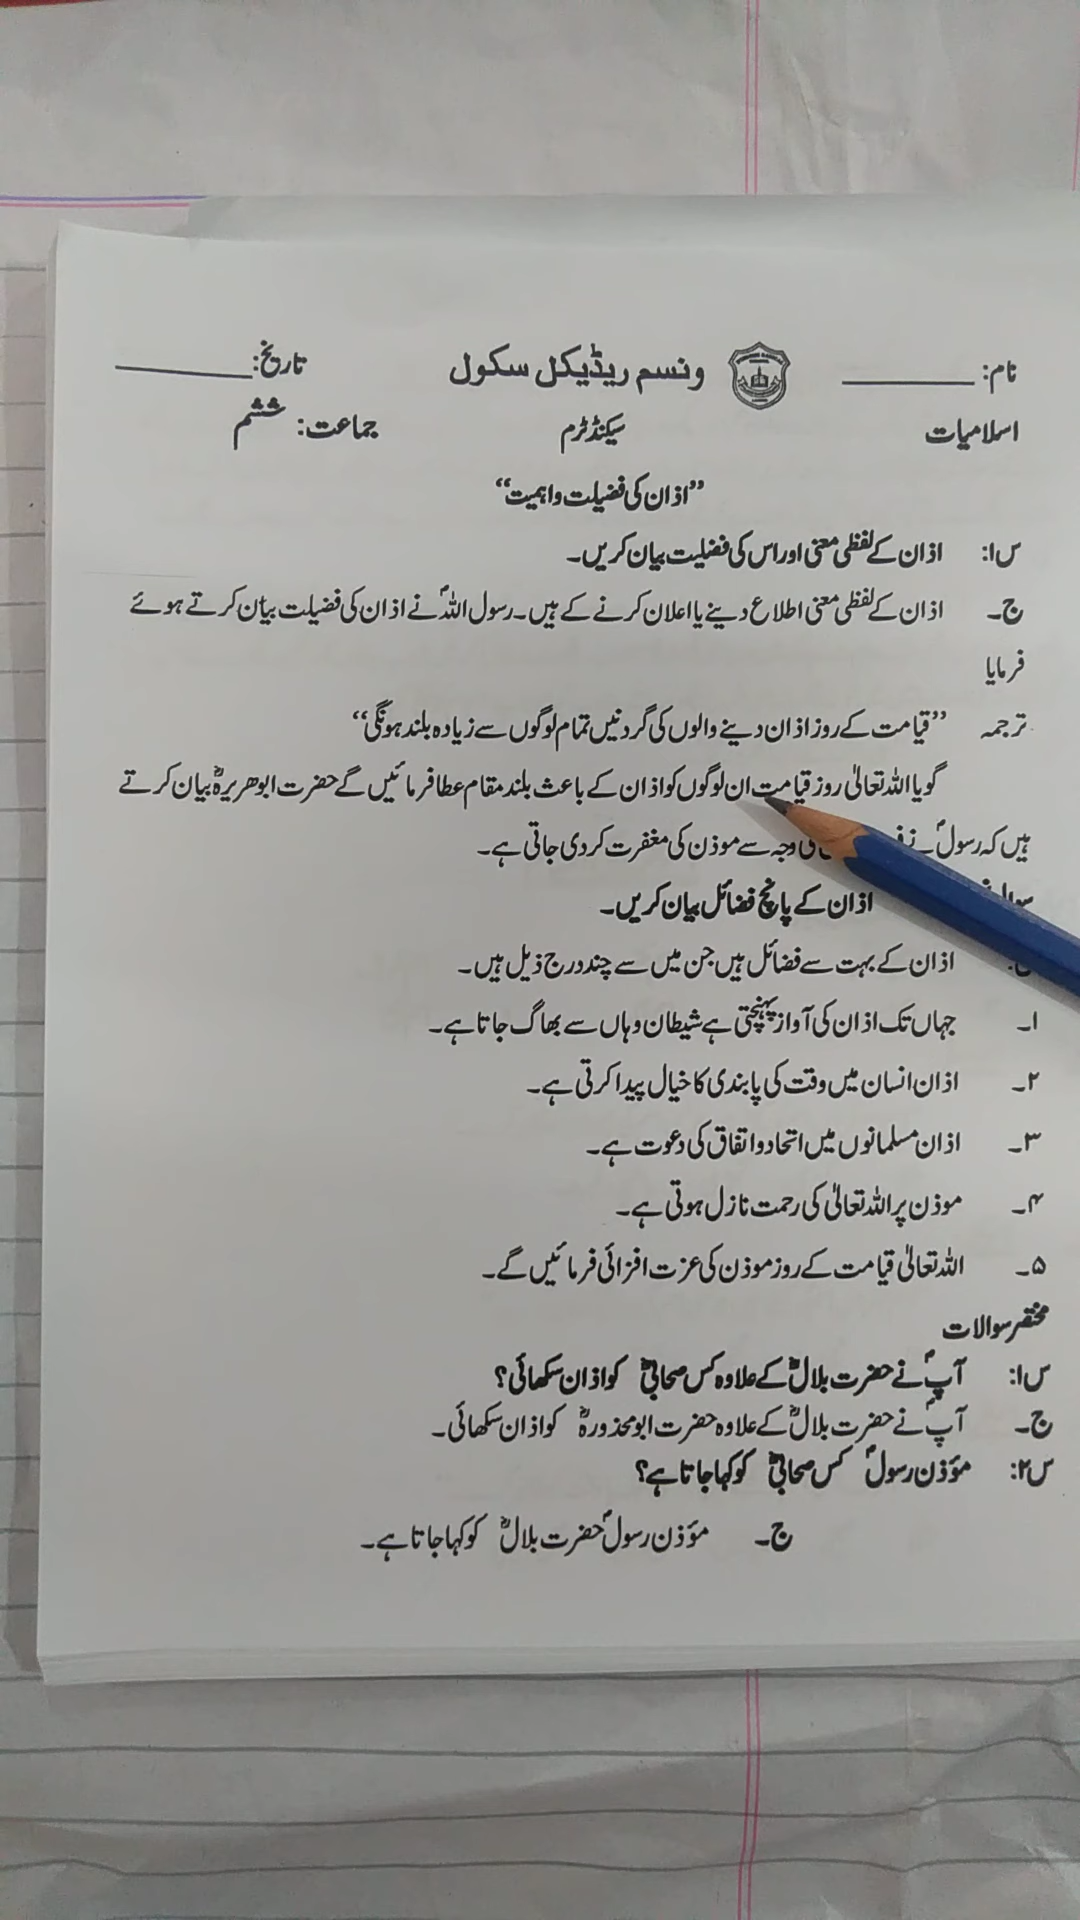 نام: ________ ونسم ریڈیکل سکول تاریخ: ________
اسلامیات سیکنڈ ٹرم جماعت: ششم
”اذان کی فضیلت و اہمیت“
س۱: اذان کے لفظی معنی اور اس کی فضلیت بیان کریں۔
ج۔ اذان کے لفظی معنی اطلاع دینے یا اعلان کرنے کے ہیں۔ رسول اللہؐ نے اذان کی فضیلت بیان کرتے ہوئے
فرمایا
ترجمہ ”قیامت کے روز اذان دینے والوں کی گردنیں تمام لوگوں سے زیادہ بلند ہونگی“
گویا اللہ تعالیٰ روز قیامت ان لوگوں کو اذان کے باعث بلند مقام عطا فرمائیں گے حضرت ابوھریرہؓ بیان کرتے
ہیں کہ رسولؐ نے وجہ سے موذن کی مغفرت کر دی جاتی ہے۔
اذان کے پانچ فضائل بیان کریں۔
اذان کے بہت سے فضائل ہیں جن میں سے چند درج ذیل ہیں۔
۱۔ جہاں تک اذان کی آواز پہنچتی ہے شیطان وہاں سے بھاگ جاتا ہے۔
۲۔ اذان انسان میں وقت کی پابندی کا خیال پیدا کرتی ہے۔
۳۔ اذان مسلمانوں میں اتحاد و اتفاق کی دعوت ہے۔
۴۔ موذن پر اللہ تعالیٰ کی رحمت نازل ہوتی ہے۔
۵۔ اللہ تعالیٰ قیامت کے روز موذن کی عزت افزائی فرمائیں گے۔
مختصر سوالات
س۱: آپؐ نے حضرت بلالؓ کے علاوہ کس صحابیؓ کو اذان سکھائی؟
ج۔ آپؐ نے حضرت بلالؓ کے علاوہ حضرت ابو محذورہؓ کو اذان سکھائی۔
س۲: مؤذن رسولؐ کس صحابیؓ کو کہا جاتا ہے؟
ج۔ مؤذن رسولؐ حضرت بلالؓ کو کہا جاتا ہے۔